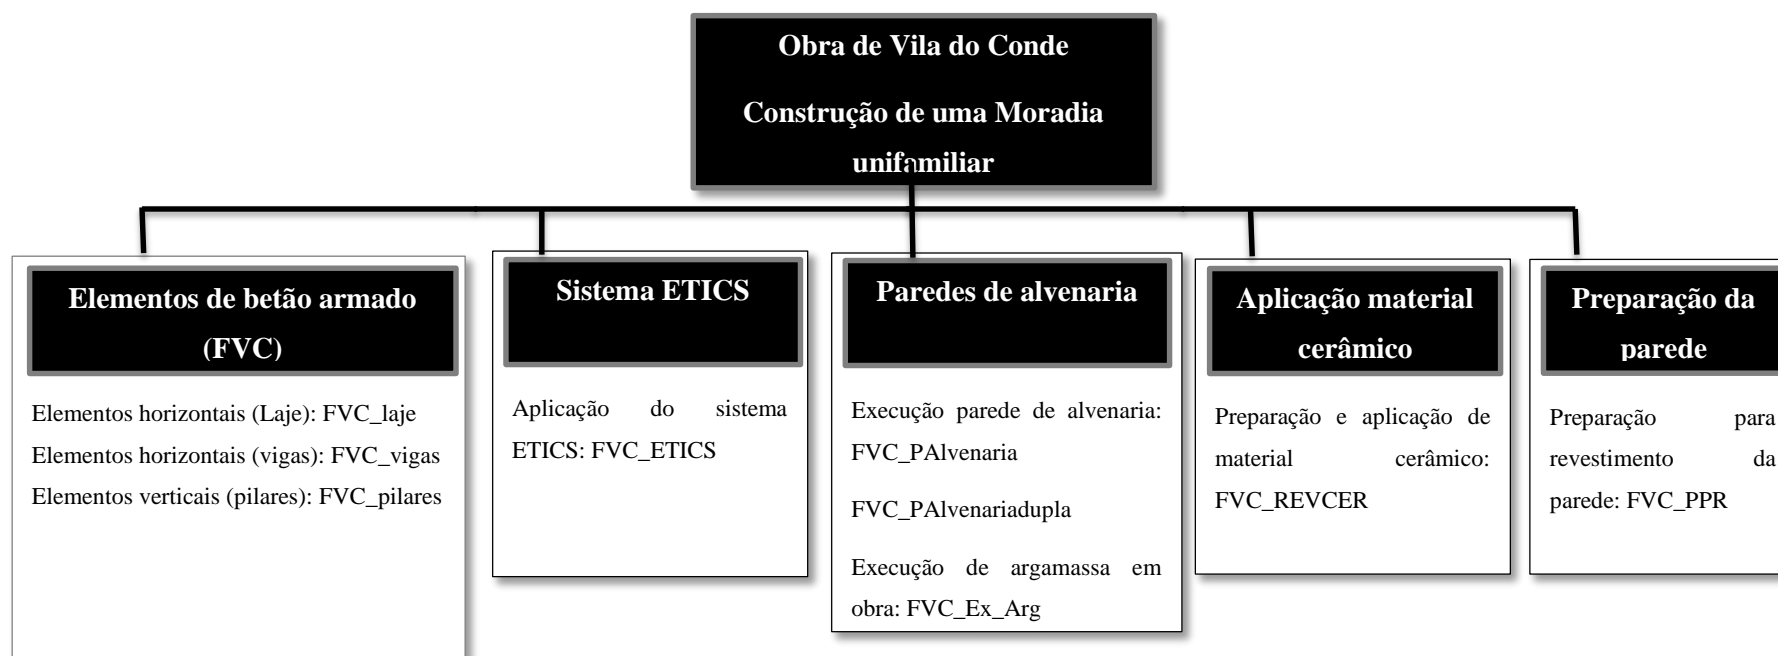 Obra de Vila do Conde
Construção de uma Moradia
unifamiliar
Elementos de betão armado
(FVC)
Elementos horizontais (Laje): FVC_laje
Elementos horizontais (vigas): FVC_vigas
Elementos verticais (pilares): FVC_pilares
Sistema ETICS
Aplicação do sistema
ETICS: FVC_ETICS
Paredes de alvenaria
Execução parede de alvenaria:
FVC_PAlvenaria
FVC_PAlvenariadupla
Execução de argamassa em
obra: FVC_Ex_Arg
Aplicação material
cerâmico
Preparação e aplicação de
material cerâmico:
FVC_REVCER
Preparação da
parede
Preparação para
revestimento da
parede: FVC_PPR